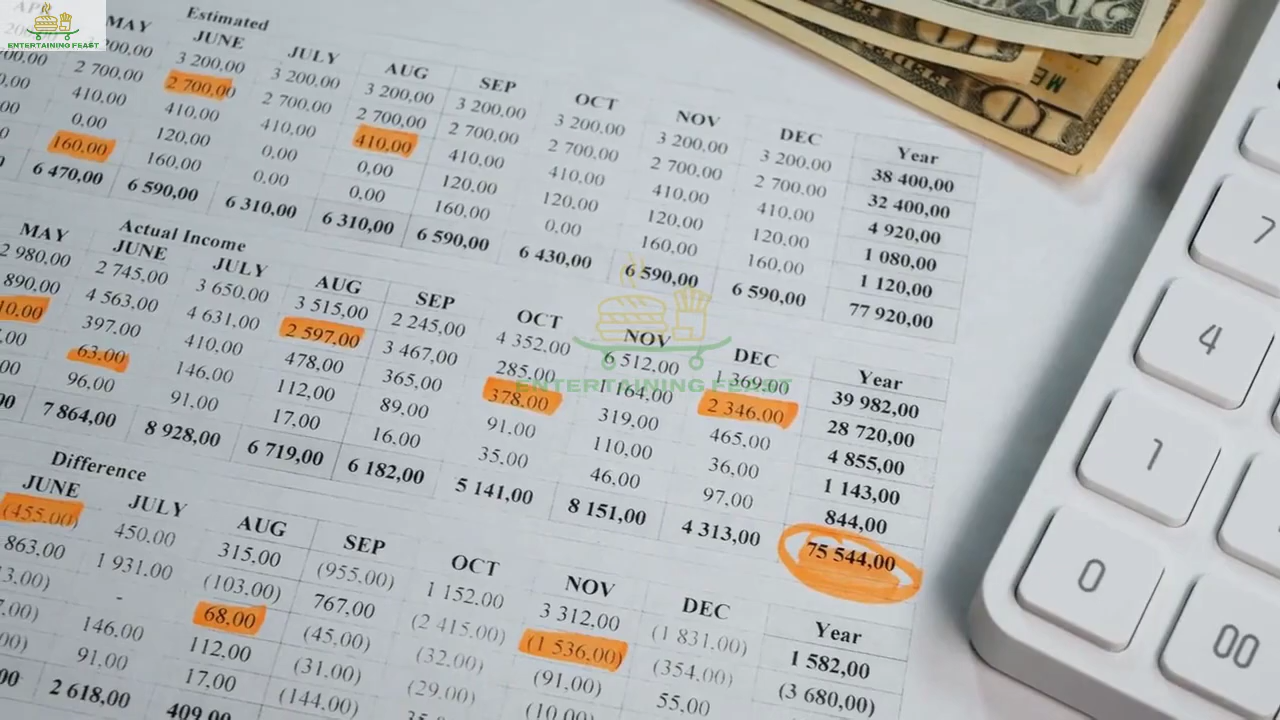 ENTERTAINING FEAST
Estimated
MAY JUNE JULY AUG SEP OCT NOV DEC Year
3 200.00 3 200.00 3 200,00 3 200.00 3 200.00 3 200.00 3 200.00 38 400,00
2 700.00 2 700,00 2 700,00 2 700.00 2 700,00 2 700.00 2 700,00 2 700.00 32 400,00
410,00 410,00 410,00 410,00 410,00 410,00 410,00 410,00 4 920,00
0.00 120,00 0.00 0,00 120,00 120,00 120,00 120,00 1 080,00
160.00 160.00 0.00 0.00 160.00 0.00 160,00 160.00 1 120,00
6 470,00 6 590,00 6 310,00 6 310,00 6 590,00 6 430,00 6 590,00 6 590,00 77 920,00
Actual Income
MAY JUNE JULY AUG SEP OCT NOV DEC Year
2 980,00 2 745,00 3 650,00 3 515,00 2 245,00 4 352,00 6 512,00 1 369,00 39 982,00
4 563,00 4 631,00 2 597,00 3 467,00 285,00 1 164,00 2 346,00 28 720,00
397,00 410,00 478,00 365,00 378,00 319,00 465,00 4 855,00
63,00 146,00 112,00 89,00 91,00 110,00 36,00 1 143,00
96,00 91,00 17,00 16,00 35,00 46,00 97,00 844,00
7 864,00 8 928,00 6 719,00 6 182,00 5 141,00 8 151,00 4 313,00 75 544,00
Difference
JUNE JULY AUG SEP OCT NOV DEC Year
(455,00) 450,00 315,00 (955,00) 1 152,00 3 312,00 (1 831,00) 1 582,00
863,00 1 931,00 (103,00) 767,00 (2 415,00) (1 536,00) (354,00) (3 680,00)
- 68,00 (45,00) (32,00) (91,00) 55,00
146,00 112,00 (31,00) (29,00) (10,00)
91,00 17,00 (144,00)
2 618,00 409,00
ENTERTAINING FEAST
7
4
1
0
00